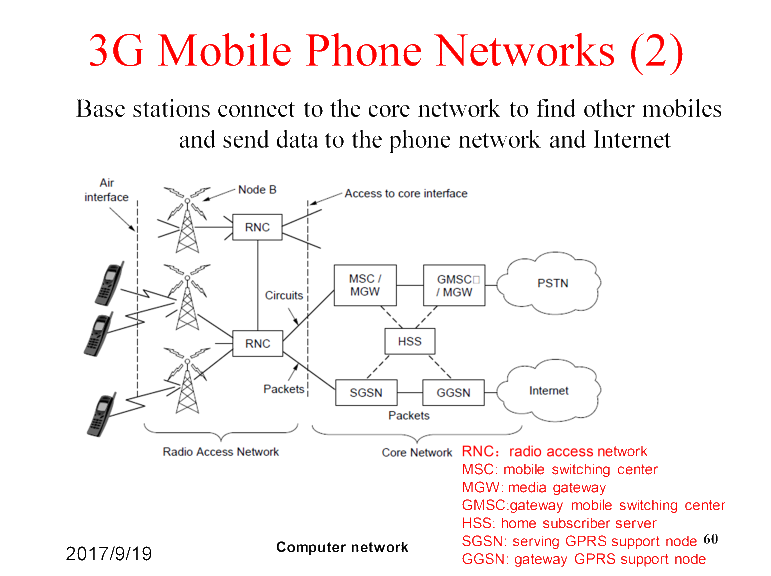 3G Mobile Phone Networks (2)
Base stations connect to the core network to find other mobiles
and send data to the phone network and Internet
Air
interface
Node B
Access to core interface
RNC
MSC /
MGW
GMSC□
/ MGW
PSTN
Circuits
RNC
HSS
Packets
SGSN
GGSN
Internet
Packets
Radio Access Network
Core Network
RNC：radio access network
MSC: mobile switching center
MGW: media gateway
GMSC:gateway mobile switching center
HSS: home subscriber server
SGSN: serving GPRS support node
GGSN: gateway GPRS support node
2017/9/19
Computer network
60